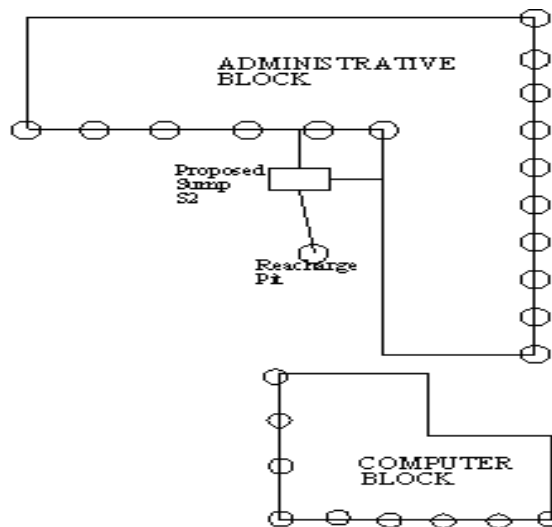 ADMINISTRATIVE
BLOCK
Proposed
Sump
S2
Reacharge
Pit
COMPUTER
BLOCK